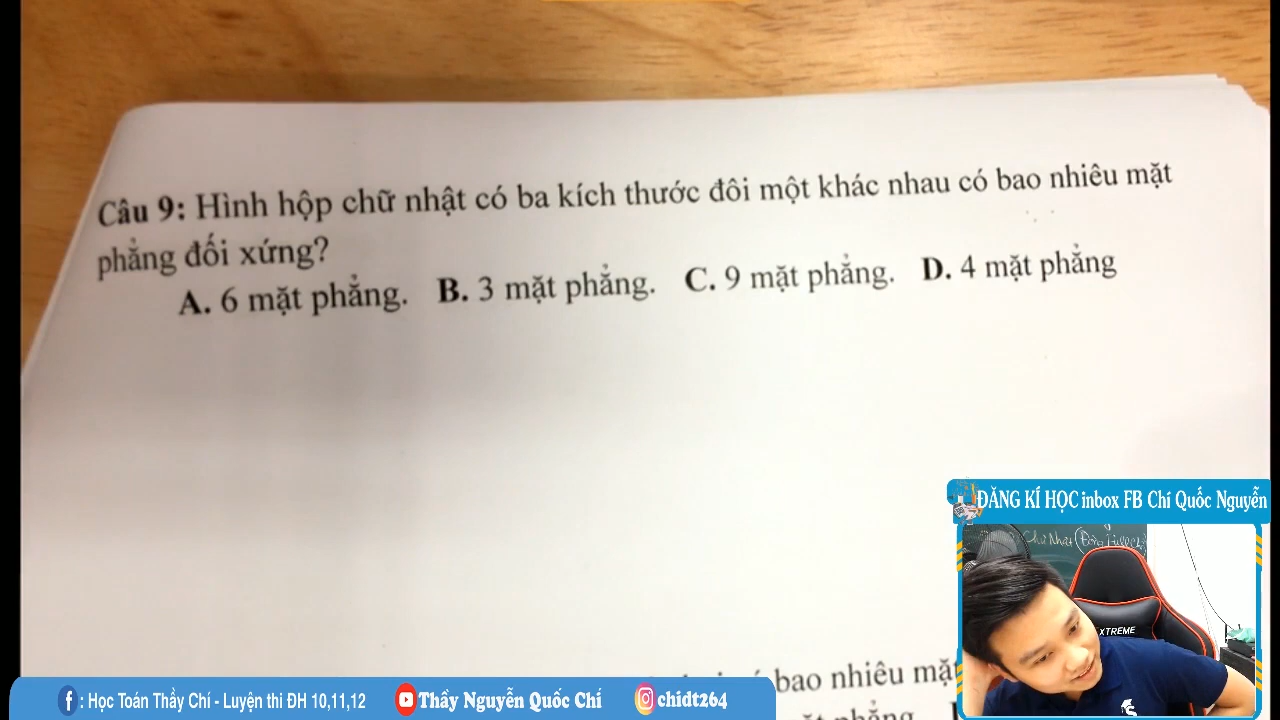 Câu 9: Hình hộp chữ nhật có ba kích thước đôi một khác nhau có bao nhiêu mặt
phẳng đối xứng?
A. 6 mặt phẳng. B. 3 mặt phẳng. C. 9 mặt phẳng. D. 4 mặt phẳng
ĐĂNG KÍ HỌC inbox FB Chí Quốc Nguyễn
Chữ Nhật
XTREME
bao nhiêu mặt
: Học Toán Thầy Chí - Luyện thi ĐH 10,11,12
Thầy Nguyễn Quốc Chí
chidt264